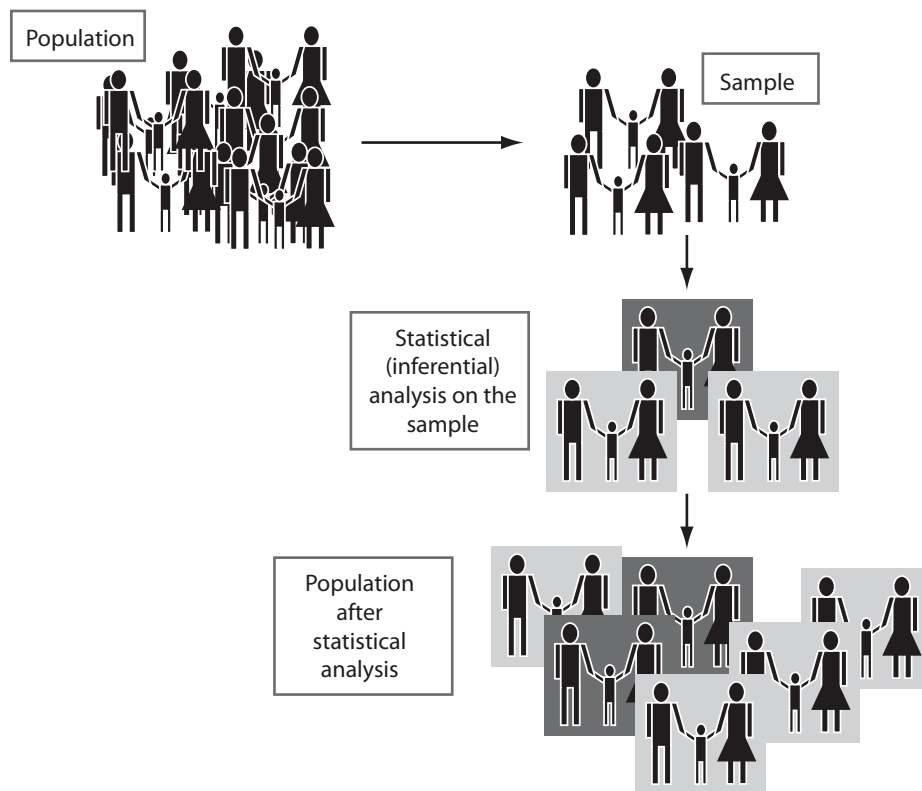 Population
Sample
Statistical
(inferential)
analysis on the
sample
Population
after
statistical
analysis